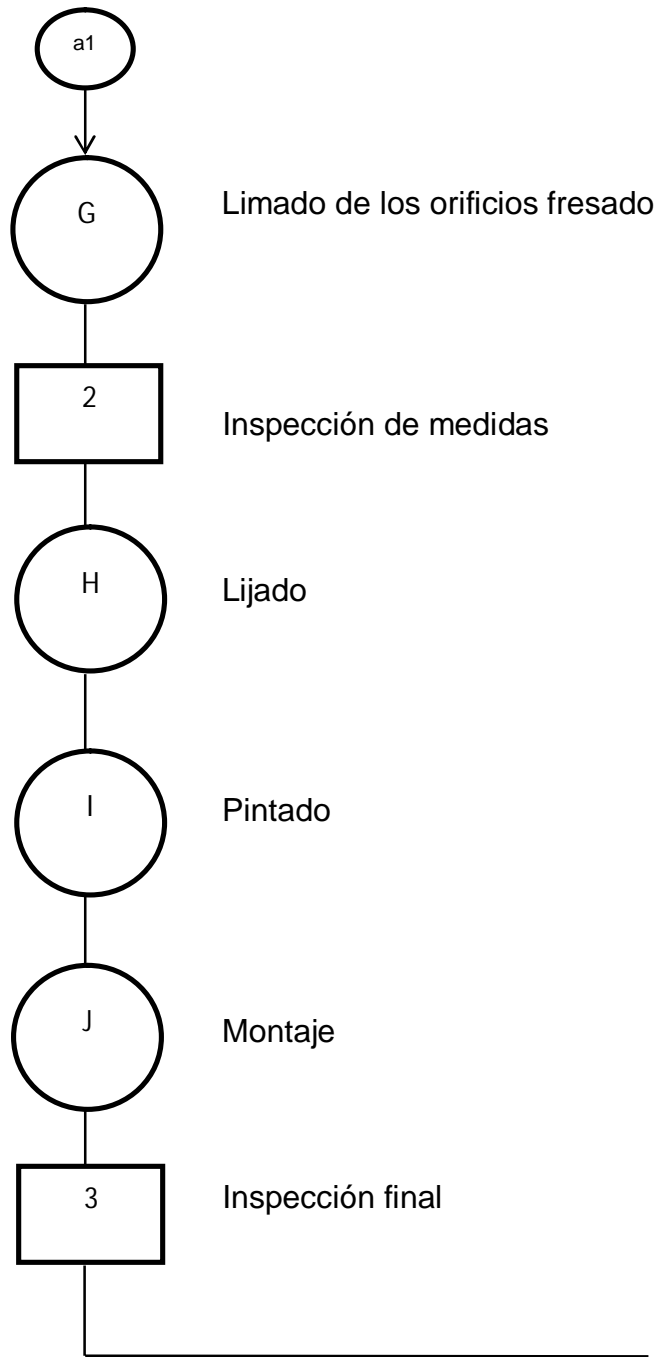 a1
G
Limado de los orificios fresado
2
Inspección de medidas
H
Lijado
I
Pintado
J
Montaje
3
Inspección final